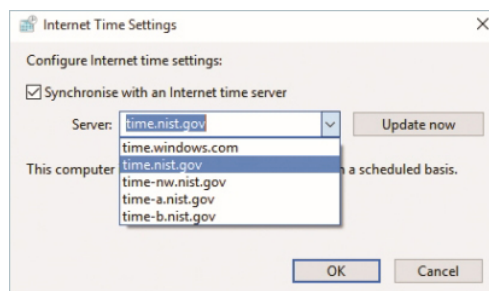 Internet Time Settings
Configure Internet time settings:
Synchronise with an Internet time server
Server: time.nist.gov Update now
time.windows.com
This computer time.nist.gov a scheduled basis.
time-nw.nist.gov
time-a.nist.gov
time-b.nist.gov
OK Cancel